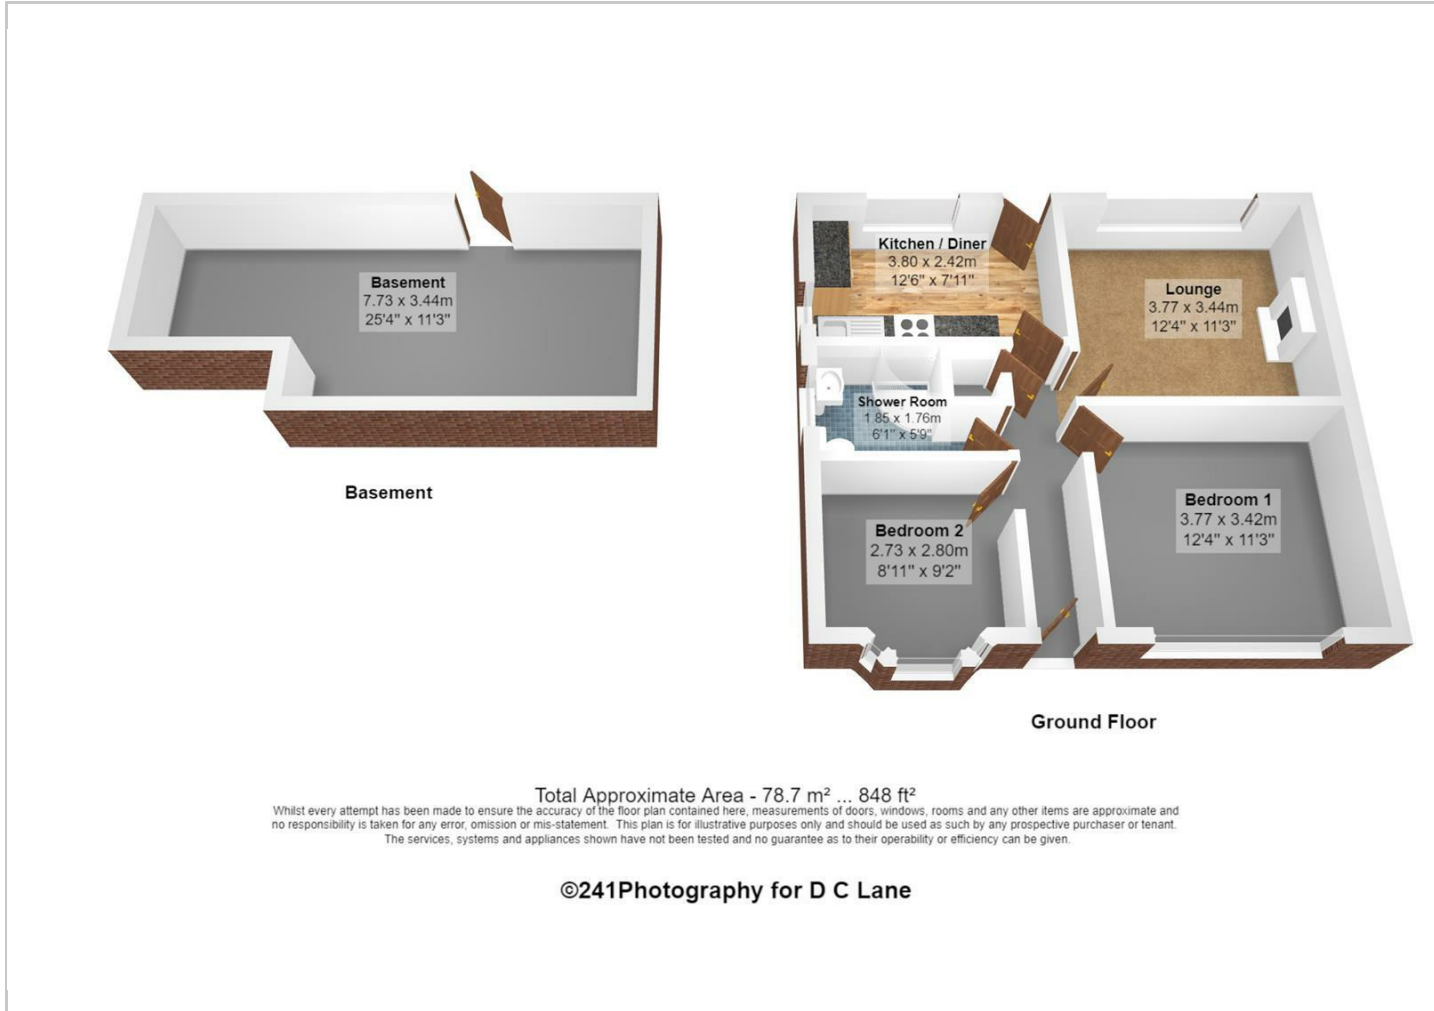 Basement
7.73 x 3.44m
25'4" x 11'3"
Basement
Kitchen / Diner
3.80 x 2.42m
12'6" x 7'11"
Lounge
3.77 x 3.44m
12'4" x 11'3"
Shower Room
1.85 x 1.76m
6'1" x 5'9"
Bedroom 2
2.73 x 2.80m
8'11" x 9'2"
Bedroom 1
3.77 x 3.42m
12'4" x 11'3"
Ground Floor
Total Approximate Area - 78.7 m² ... 848 ft²
Whilst every attempt has been made to ensure the accuracy of the floor plan contained here, measurements of doors, windows, rooms and any other items are approximate and
no responsibility is taken for any error, omission or mis-statement. This plan is for illustrative purposes only and should be used as such by any prospective purchaser or tenant.
The services, systems and appliances shown have not been tested and no guarantee as to their operability or efficiency can be given.
©241Photography for D C Lane